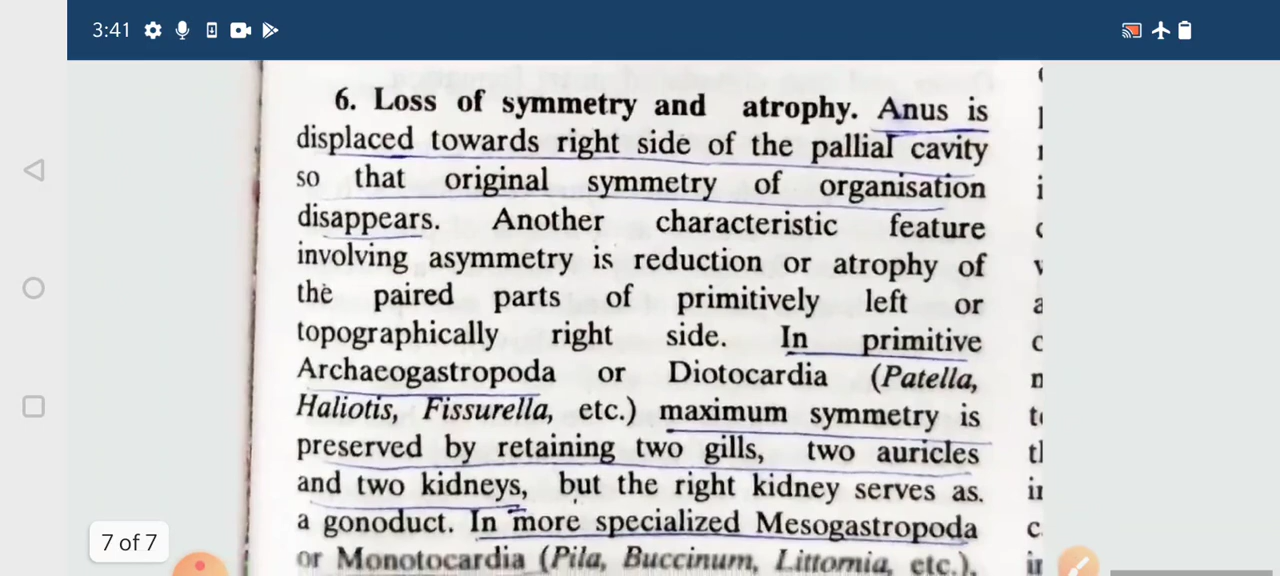 3:41
6. Loss of symmetry and atrophy. Anus is
displaced towards right side of the pallial cavity
so that original symmetry of organisation
disappears. Another characteristic feature
involving asymmetry is reduction or atrophy of
the paired parts of primitively left or
topographically right side. In primitive
Archaeogastropoda or Diotocardia (Patella,
Haliotis, Fissurella, etc.) maximum symmetry is
preserved by retaining two gills, two auricles
and two kidneys, but the right kidney serves as.
a gonoduct. In more specialized Mesogastropoda
or Monotocardia (Pila, Buccinum, Littornia, etc.),
7 of 7